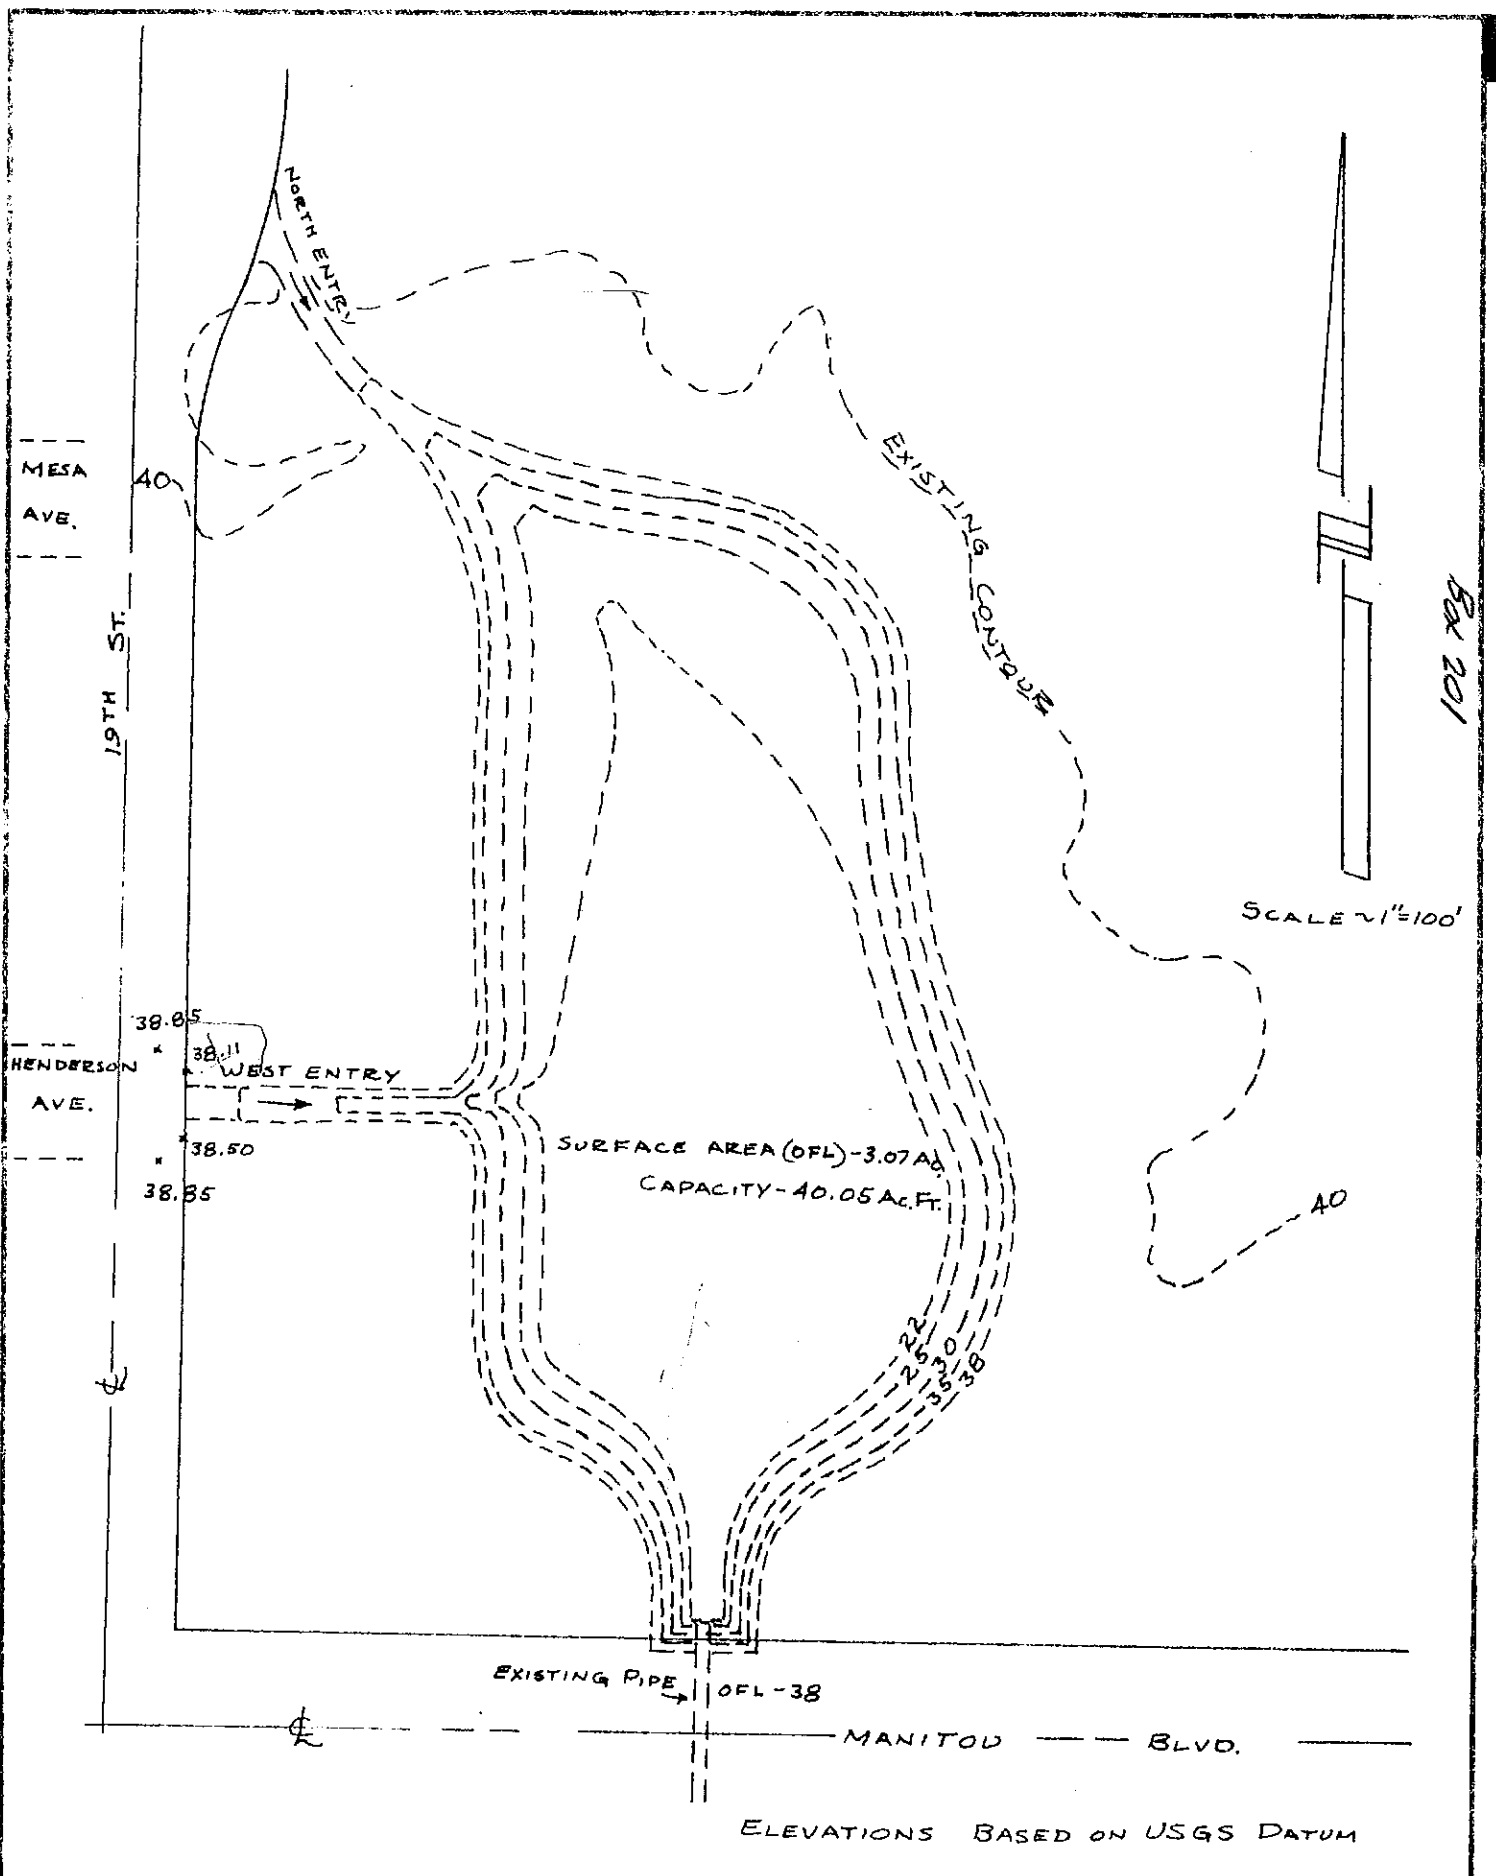 NORTH ENTRY
MESA
AVE.
40
EXISTING CONTOUR
N
19TH ST.
Box 201
SCALE ~ 1"=100'
38.85
38.11
HENDERSON
AVE.
WEST ENTRY
38.50
38.85
SURFACE AREA (OFL) - 3.07 Ac.
CAPACITY - 40.05 Ac. Ft.
40
22
25
30
35
38
℄
EXISTING PIPE
OFL - 38
℄
MANITOU BLVD.
ELEVATIONS BASED ON USGS DATUM